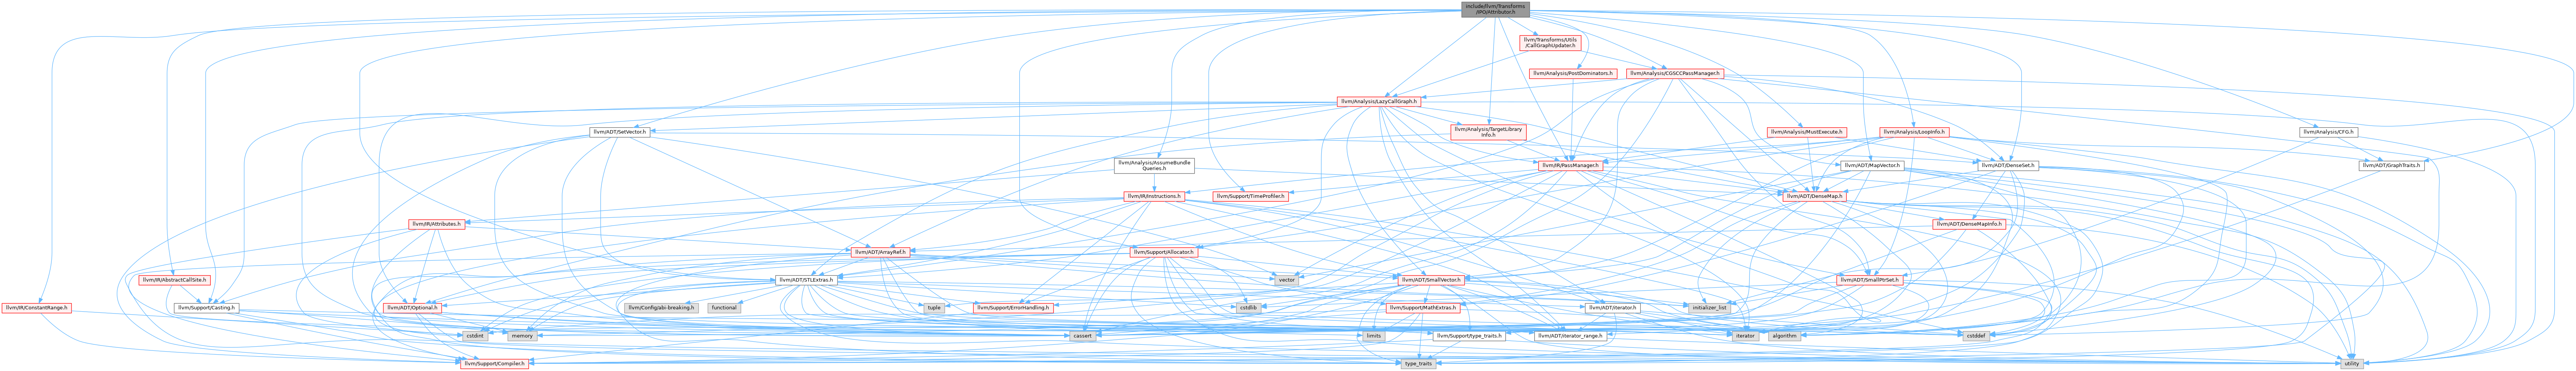 include/llvm/Transforms
/IPO/Attributor.h
llvm/Transforms/Utils
/CallGraphUpdater.h
llvm/Analysis/PostDominators.h
llvm/Analysis/CGSCCPassManager.h
llvm/Analysis/LazyCallGraph.h
llvm/ADT/SetVector.h
llvm/Analysis/TargetLibrary
Info.h
llvm/Analysis/MustExecute.h
llvm/Analysis/LoopInfo.h
llvm/Analysis/CFG.h
llvm/Analysis/AssumeBundle
Queries.h
llvm/IR/PassManager.h
llvm/ADT/MapVector.h
llvm/ADT/DenseSet.h
llvm/ADT/GraphTraits.h
llvm/IR/Instructions.h
llvm/Support/TimeProfiler.h
llvm/ADT/DenseMap.h
llvm/IR/Attributes.h
llvm/ADT/DenseMapInfo.h
llvm/ADT/ArrayRef.h
llvm/Support/Allocator.h
llvm/IR/AbstractCallSite.h
llvm/ADT/STLExtras.h
vector
llvm/ADT/SmallVector.h
llvm/ADT/SmallPtrSet.h
llvm/IR/ConstantRange.h
llvm/Support/Casting.h
llvm/ADT/Optional.h
llvm/Config/abi-breaking.h
functional
tuple
llvm/Support/ErrorHandling.h
cstdlib
llvm/Support/MathExtras.h
llvm/ADT/iterator.h
initializer_list
cstdint
memory
cassert
limits
llvm/Support/type_traits.h
llvm/ADT/iterator_range.h
iterator
algorithm
cstddef
llvm/Support/Compiler.h
type_traits
utility